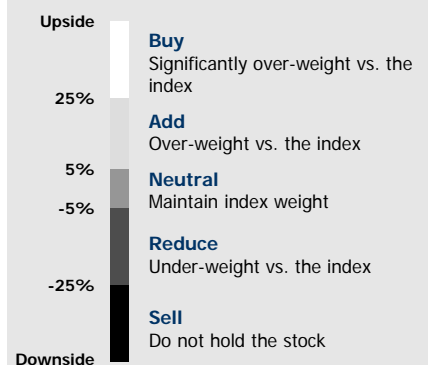 Upside
Buy
Significantly over-weight vs. the
index
25%
Add
Over-weight vs. the index
5%
Neutral
Maintain index weight
-5%
Reduce
Under-weight vs. the index
-25%
Sell
Do not hold the stock
Downside